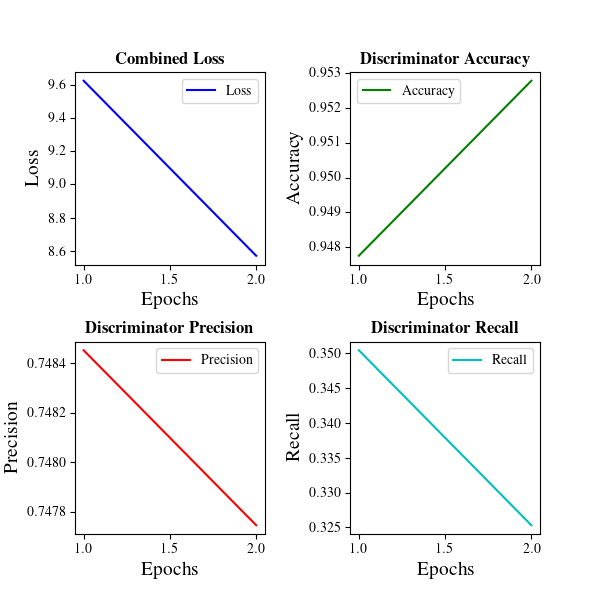 Combined Loss
Loss
9.6
9.4
9.2
9.0
8.8
8.6
Loss
1.0 1.5 2.0
Epochs
Discriminator Accuracy
Accuracy
0.953
0.952
0.951
0.950
0.949
0.948
Accuracy
1.0 1.5 2.0
Epochs
Discriminator Precision
Precision
0.7484
0.7482
0.7480
0.7478
Precision
1.0 1.5 2.0
Epochs
Discriminator Recall
Recall
0.350
0.345
0.340
0.335
0.330
0.325
Recall
1.0 1.5 2.0
Epochs